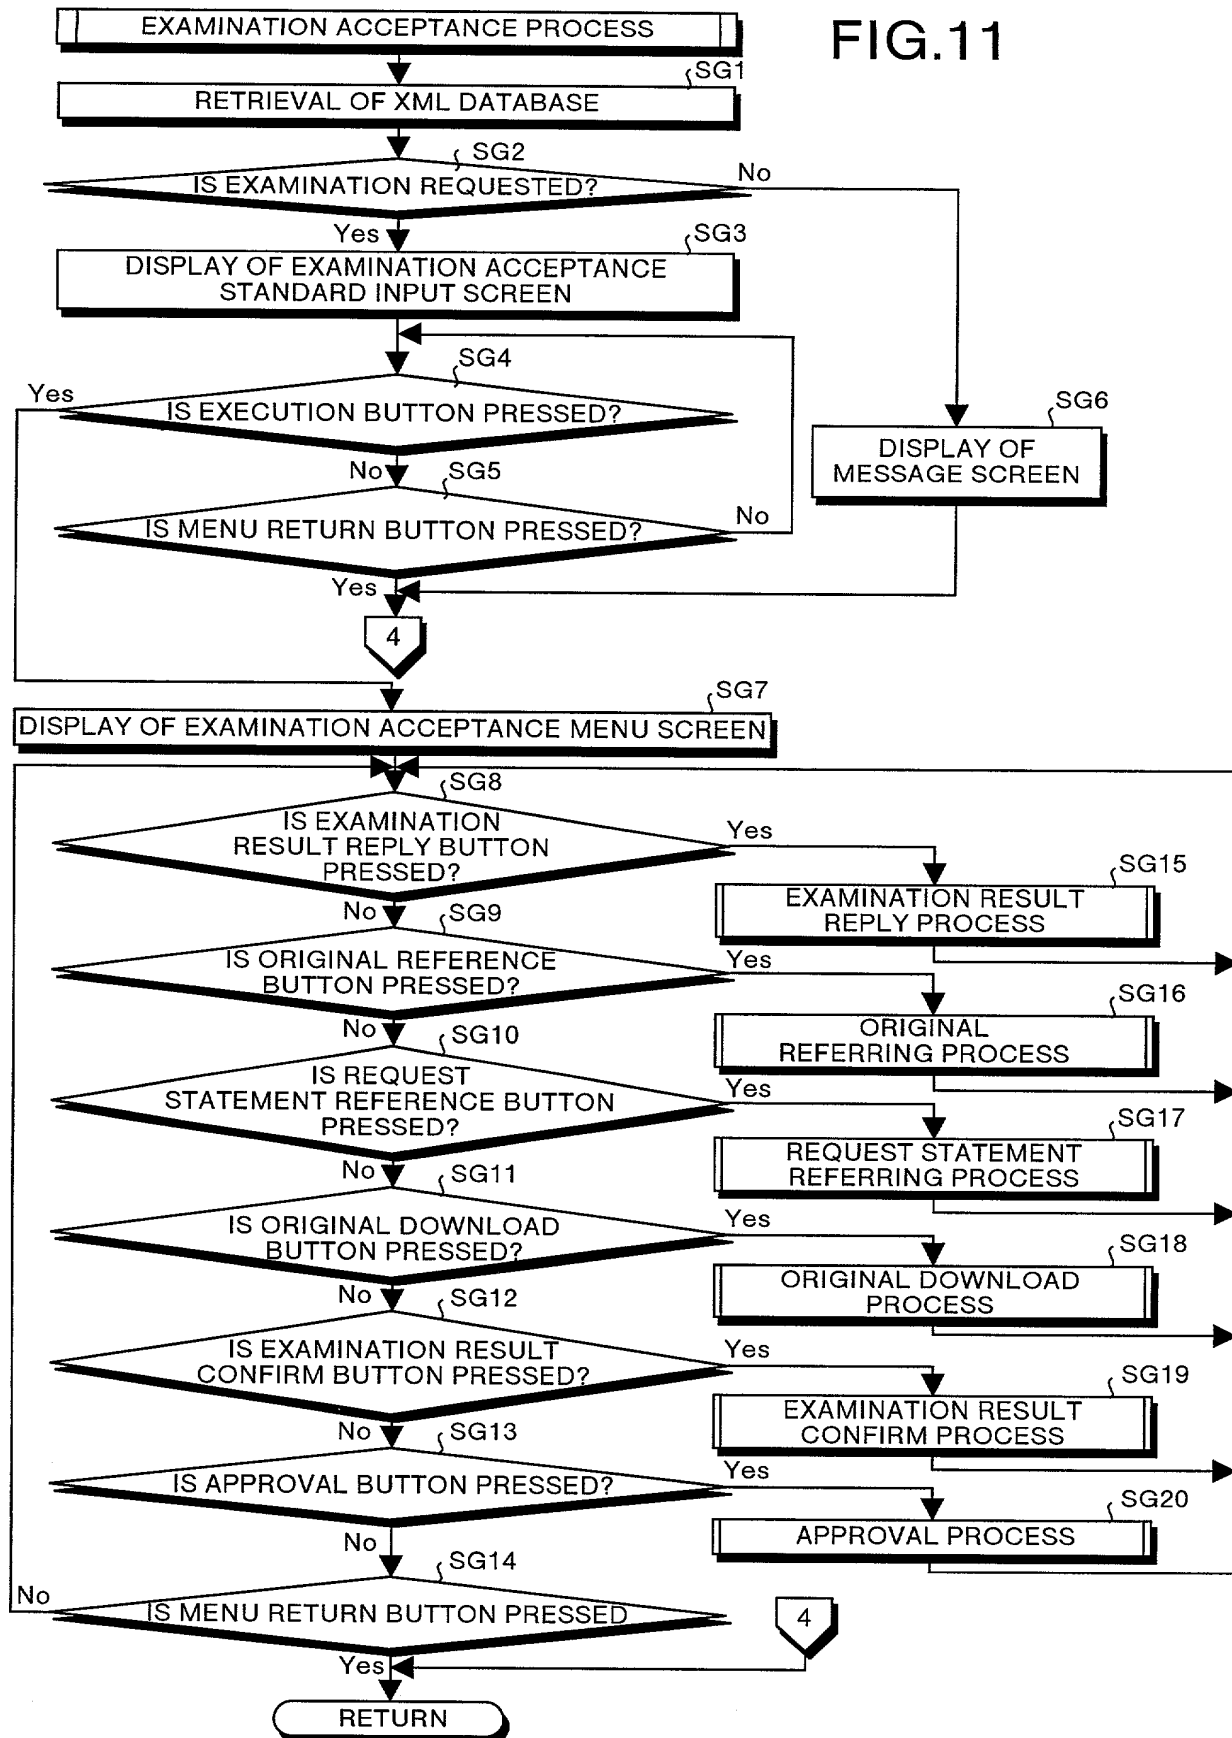 FIG.11
EXAMINATION ACCEPTANCE PROCESS
SG1
RETRIEVAL OF XML DATABASE
SG2
IS EXAMINATION REQUESTED?
No
Yes
SG3
DISPLAY OF EXAMINATION ACCEPTANCE
STANDARD INPUT SCREEN
SG4
Yes
IS EXECUTION BUTTON PRESSED?
SG6
DISPLAY OF
MESSAGE SCREEN
No
SG5
IS MENU RETURN BUTTON PRESSED?
No
Yes
4
SG7
DISPLAY OF EXAMINATION ACCEPTANCE MENU SCREEN
SG8
IS EXAMINATION
RESULT REPLY BUTTON
PRESSED?
Yes
SG15
EXAMINATION RESULT
REPLY PROCESS
No
SG9
IS ORIGINAL REFERENCE
BUTTON PRESSED?
Yes
SG16
ORIGINAL
REFERRING PROCESS
No
SG10
IS REQUEST
STATEMENT REFERENCE BUTTON
PRESSED?
Yes
SG17
REQUEST STATEMENT
REFERRING PROCESS
No
SG11
IS ORIGINAL DOWNLOAD
BUTTON PRESSED?
Yes
SG18
ORIGINAL DOWNLOAD
PROCESS
No
SG12
IS EXAMINATION RESULT
CONFIRM BUTTON PRESSED?
Yes
SG19
EXAMINATION RESULT
CONFIRM PROCESS
No
SG13
IS APPROVAL BUTTON PRESSED?
Yes
SG20
APPROVAL PROCESS
No
SG14
No
IS MENU RETURN BUTTON PRESSED
4
Yes
RETURN